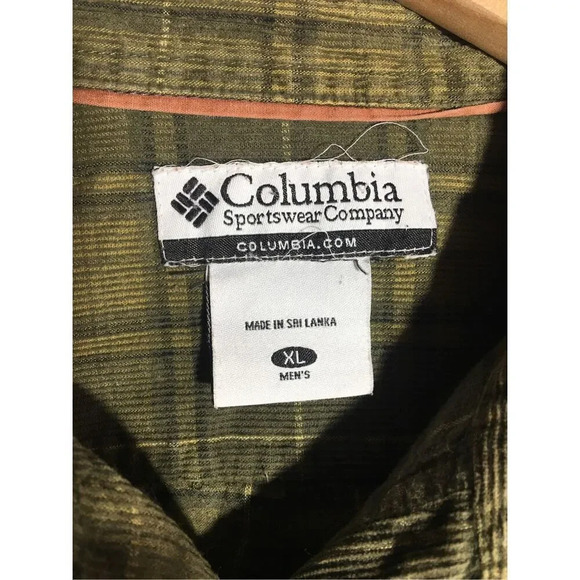 Columbia
Sportswear Company
COLUMBIA.COM
MADE IN SRI LANKA
XL
MEN'S